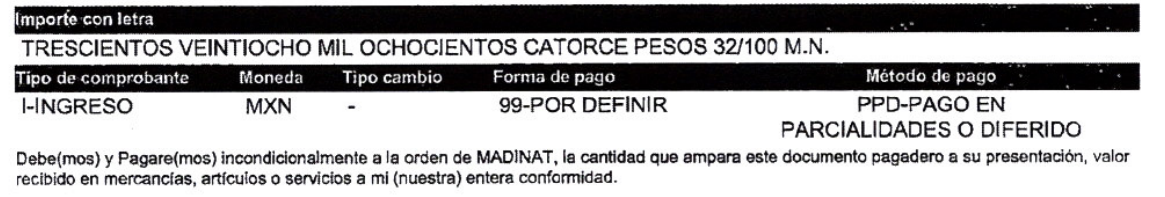 Importe con letra
TRESCIENTOS VEINTIOCHO MIL OCHOCIENTOS CATORCE PESOS 32/100 M.N.
Tipo de comprobante Moneda Tipo cambio Forma de pago Método de pago
I-INGRESO MXN - 99-POR DEFINIR PPD-PAGO EN
PARCIALIDADES O DIFERIDO
Debe(mos) y Pagare(mos) incondicionalmente a la orden de MADINAT, la cantidad que ampara este documento pagadero a su presentación, valor
recibido en mercancías, artículos o servicios a mi (nuestra) entera conformidad.